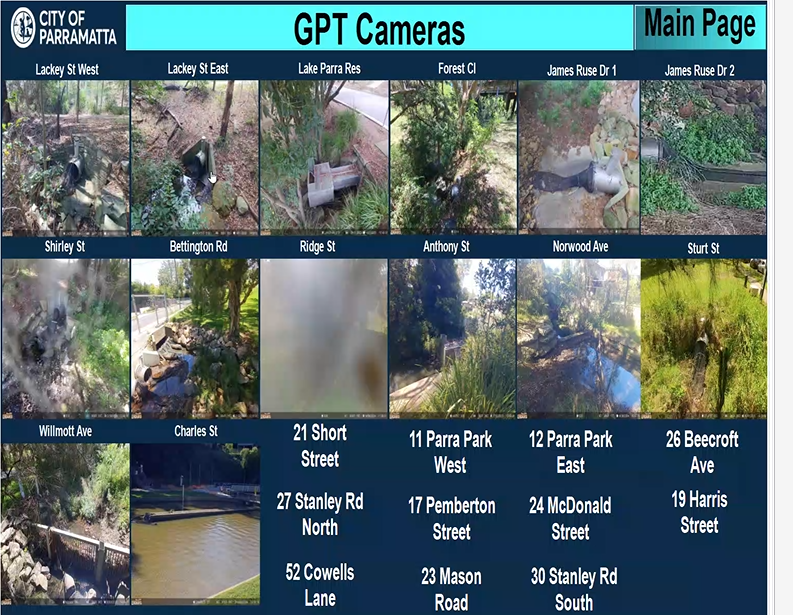 CITY OF
PARRAMATTA
GPT Cameras
Main Page
Lackey St West
Lackey St East
Lake Parra Res
Forest Cl
James Ruse Dr 1
James Ruse Dr 2
Shirley St
Bettington Rd
Ridge St
Anthony St
Norwood Ave
Sturt St
Willmott Ave
Charles St
21 Short
Street
11 Parra Park
West
12 Parra Park
East
26 Beecroft
Ave
27 Stanley Rd
North
17 Pemberton
Street
24 McDonald
Street
19 Harris
Street
52 Cowells
Lane
23 Mason
Road
30 Stanley Rd
South